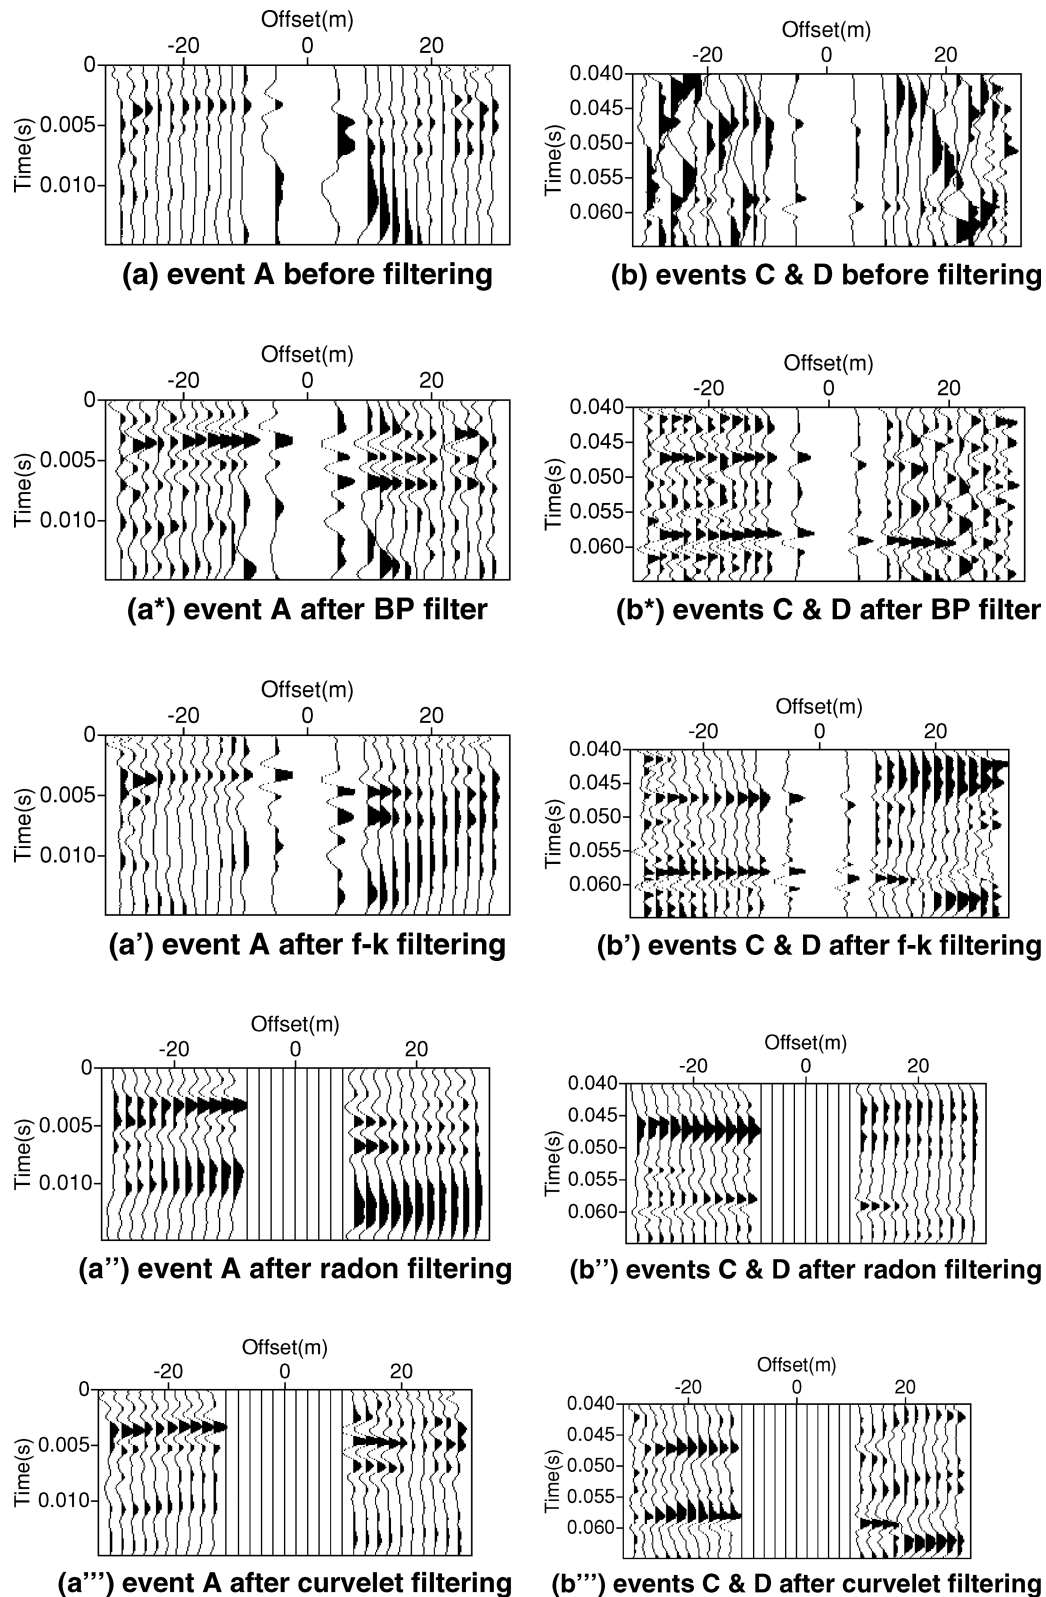 Offset(m)
-20 0 20
0
0.005
0.010
Time(s)
(a) event A before filtering
Offset(m)
-20 0 20
0.040
0.045
0.050
0.055
0.060
Time(s)
(b) events C & D before filtering
Offset(m)
-20 0 20
0
0.005
0.010
Time(s)
(a*) event A after BP filter
Offset(m)
-20 0 20
0.040
0.045
0.050
0.055
0.060
Time(s)
(b*) events C & D after BP filter
Offset(m)
-20 0 20
0
0.005
0.010
Time(s)
(a’) event A after f-k filtering
Offset(m)
-20 0 20
0.040
0.045
0.050
0.055
0.060
Time(s)
(b’) events C & D after f-k filtering
Offset(m)
-20 0 20
0
0.005
0.010
Time(s)
(a’’) event A after radon filtering
Offset(m)
-20 0 20
0.040
0.045
0.050
0.055
0.060
Time(s)
(b’’) events C & D after radon filtering
Offset(m)
-20 0 20
0
0.005
0.010
Time(s)
(a’’’) event A after curvelet filtering
Offset(m)
-20 0 20
0.040
0.045
0.050
0.055
0.060
Time(s)
(b’’’) events C & D after curvelet filtering